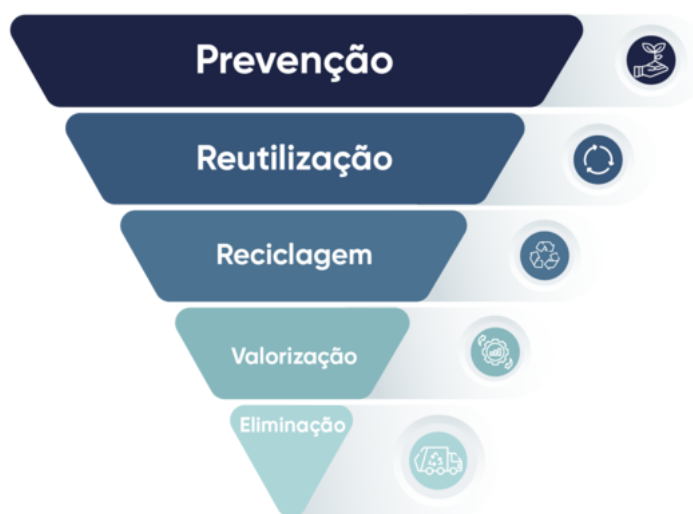 Prevenção
Reutilização
Reciclagem
Valorização
Eliminação